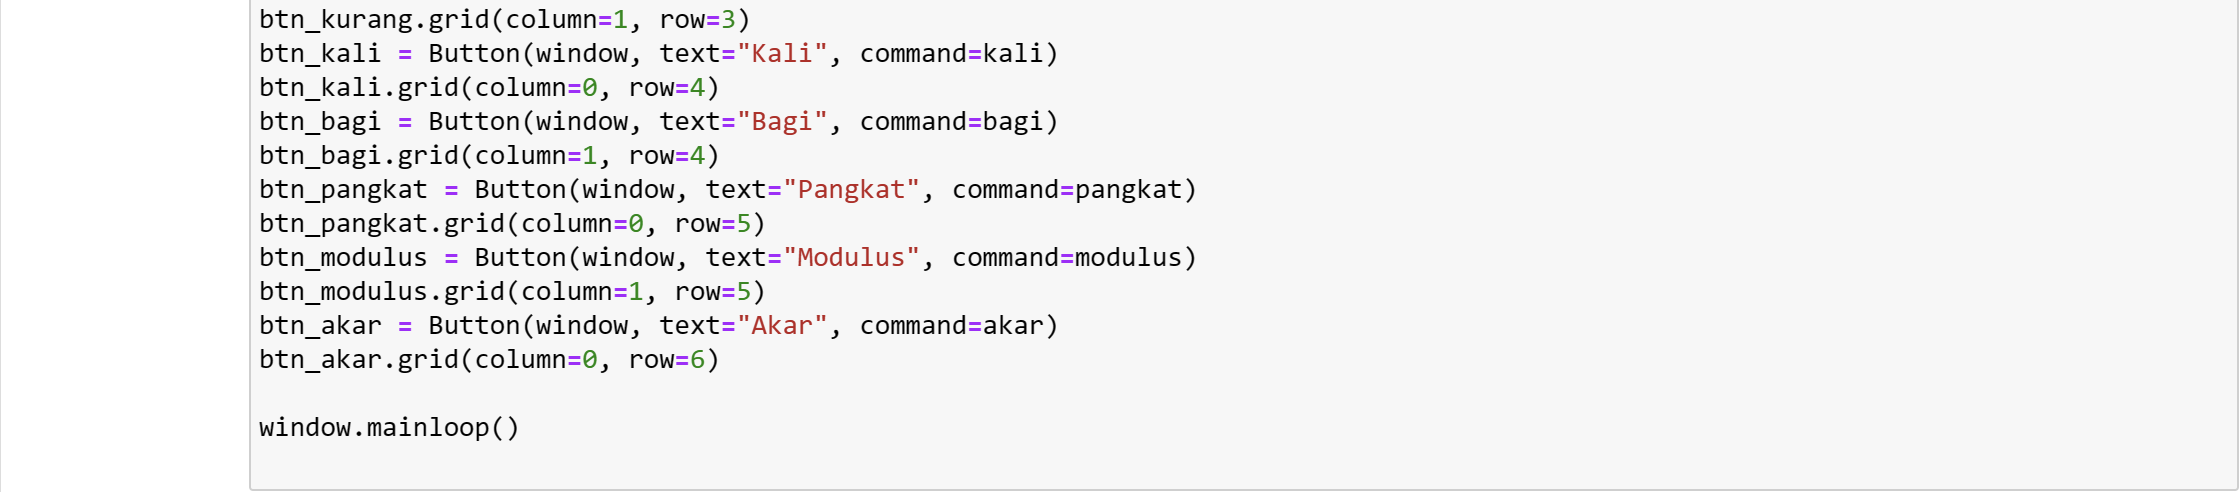 btn_kurang.grid(column=1, row=3)
btn_kali = Button(window, text="Kali", command=kali)
btn_kali.grid(column=0, row=4)
btn_bagi = Button(window, text="Bagi", command=bagi)
btn_bagi.grid(column=1, row=4)
btn_pangkat = Button(window, text="Pangkat", command=pangkat)
btn_pangkat.grid(column=0, row=5)
btn_modulus = Button(window, text="Modulus", command=modulus)
btn_modulus.grid(column=1, row=5)
btn_akar = Button(window, text="Akar", command=akar)
btn_akar.grid(column=0, row=6)
window.mainloop()